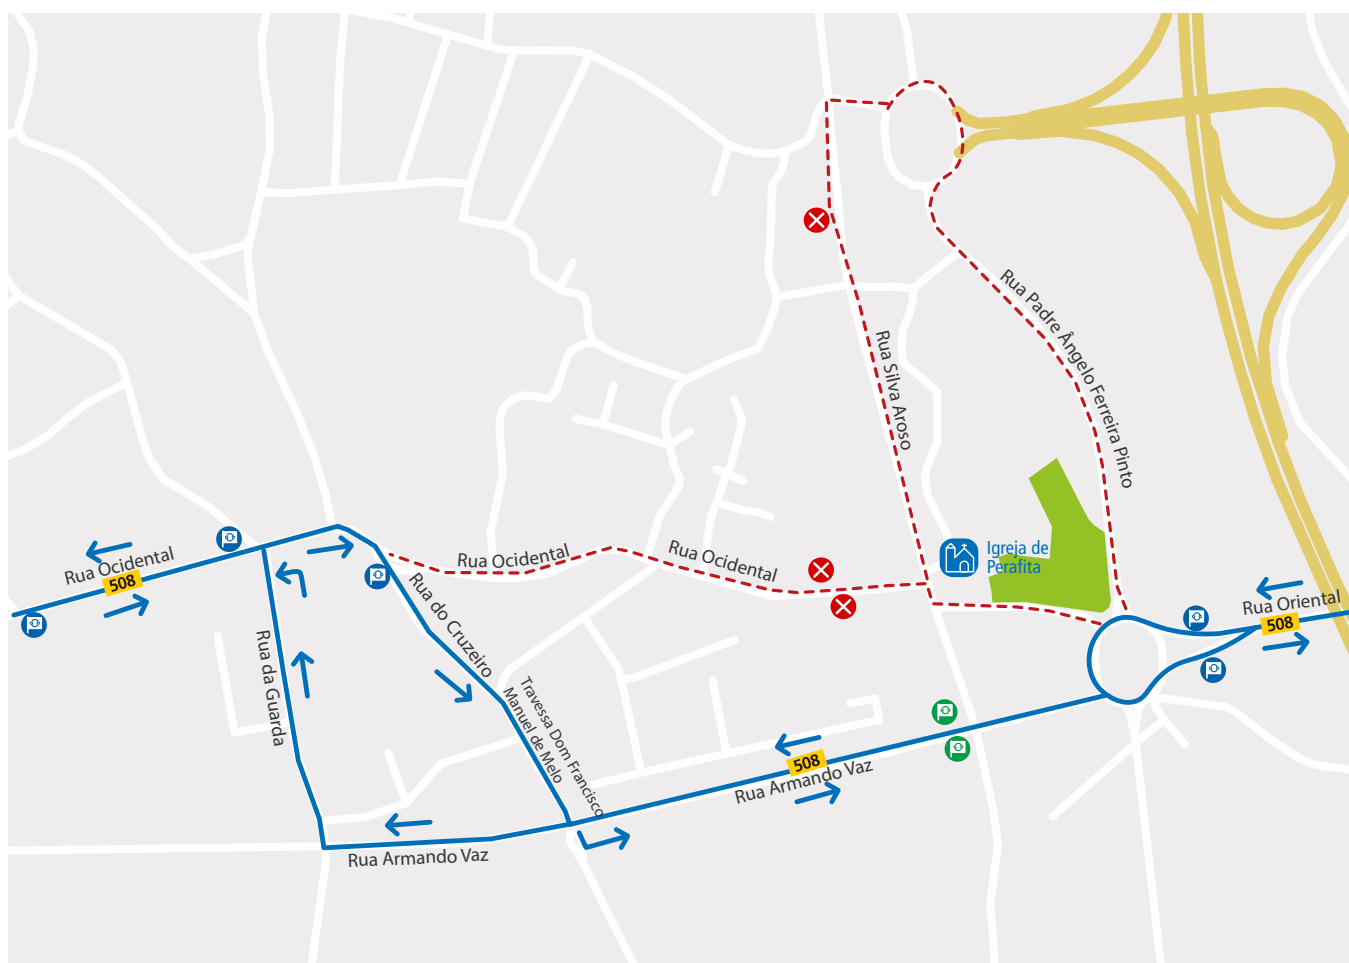 Rua Padre Ângelo Ferreira Pinto
Rua Silva Aroso
Rua Ocidental
508
Rua Ocidental
Rua Ocidental
Igreja de
Perafita
Rua do Cruzeiro
Rua Oriental
508
Rua da Guarda
Travessa Dom Francisco
Manuel de Melo
508
Rua Armando Vaz
Rua Armando Vaz